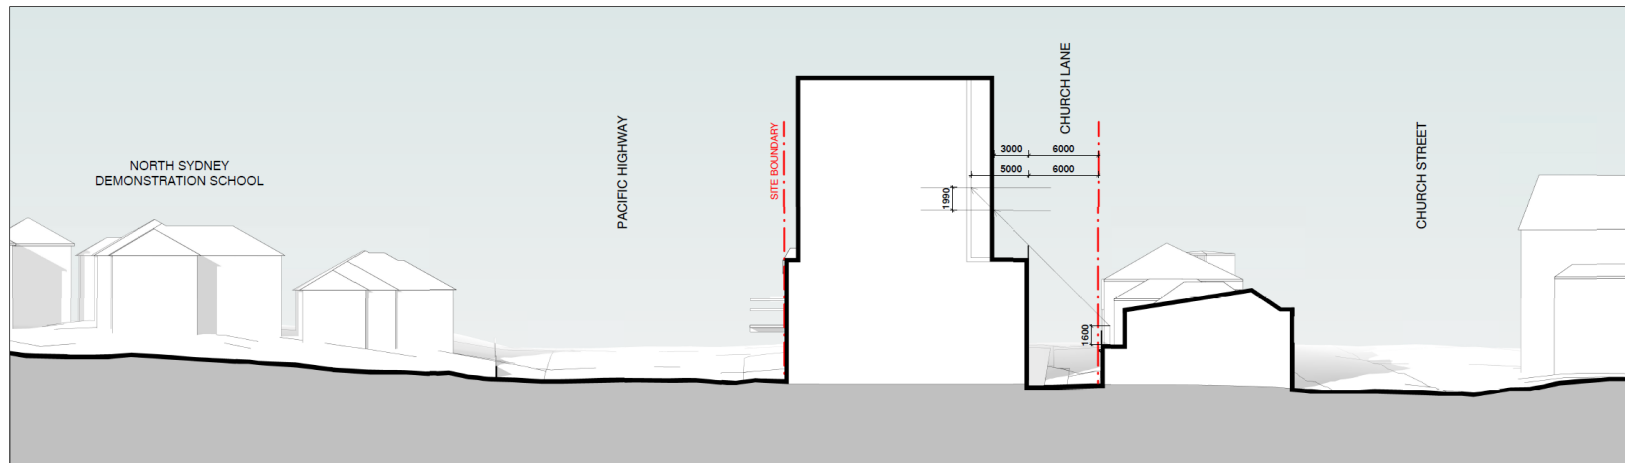 NORTH SYDNEY
DEMONSTRATION SCHOOL
PACIFIC HIGHWAY
SITE BOUNDARY
CHURCH LANE
3000
6000
5000
6000
1990
1600
CHURCH STREET